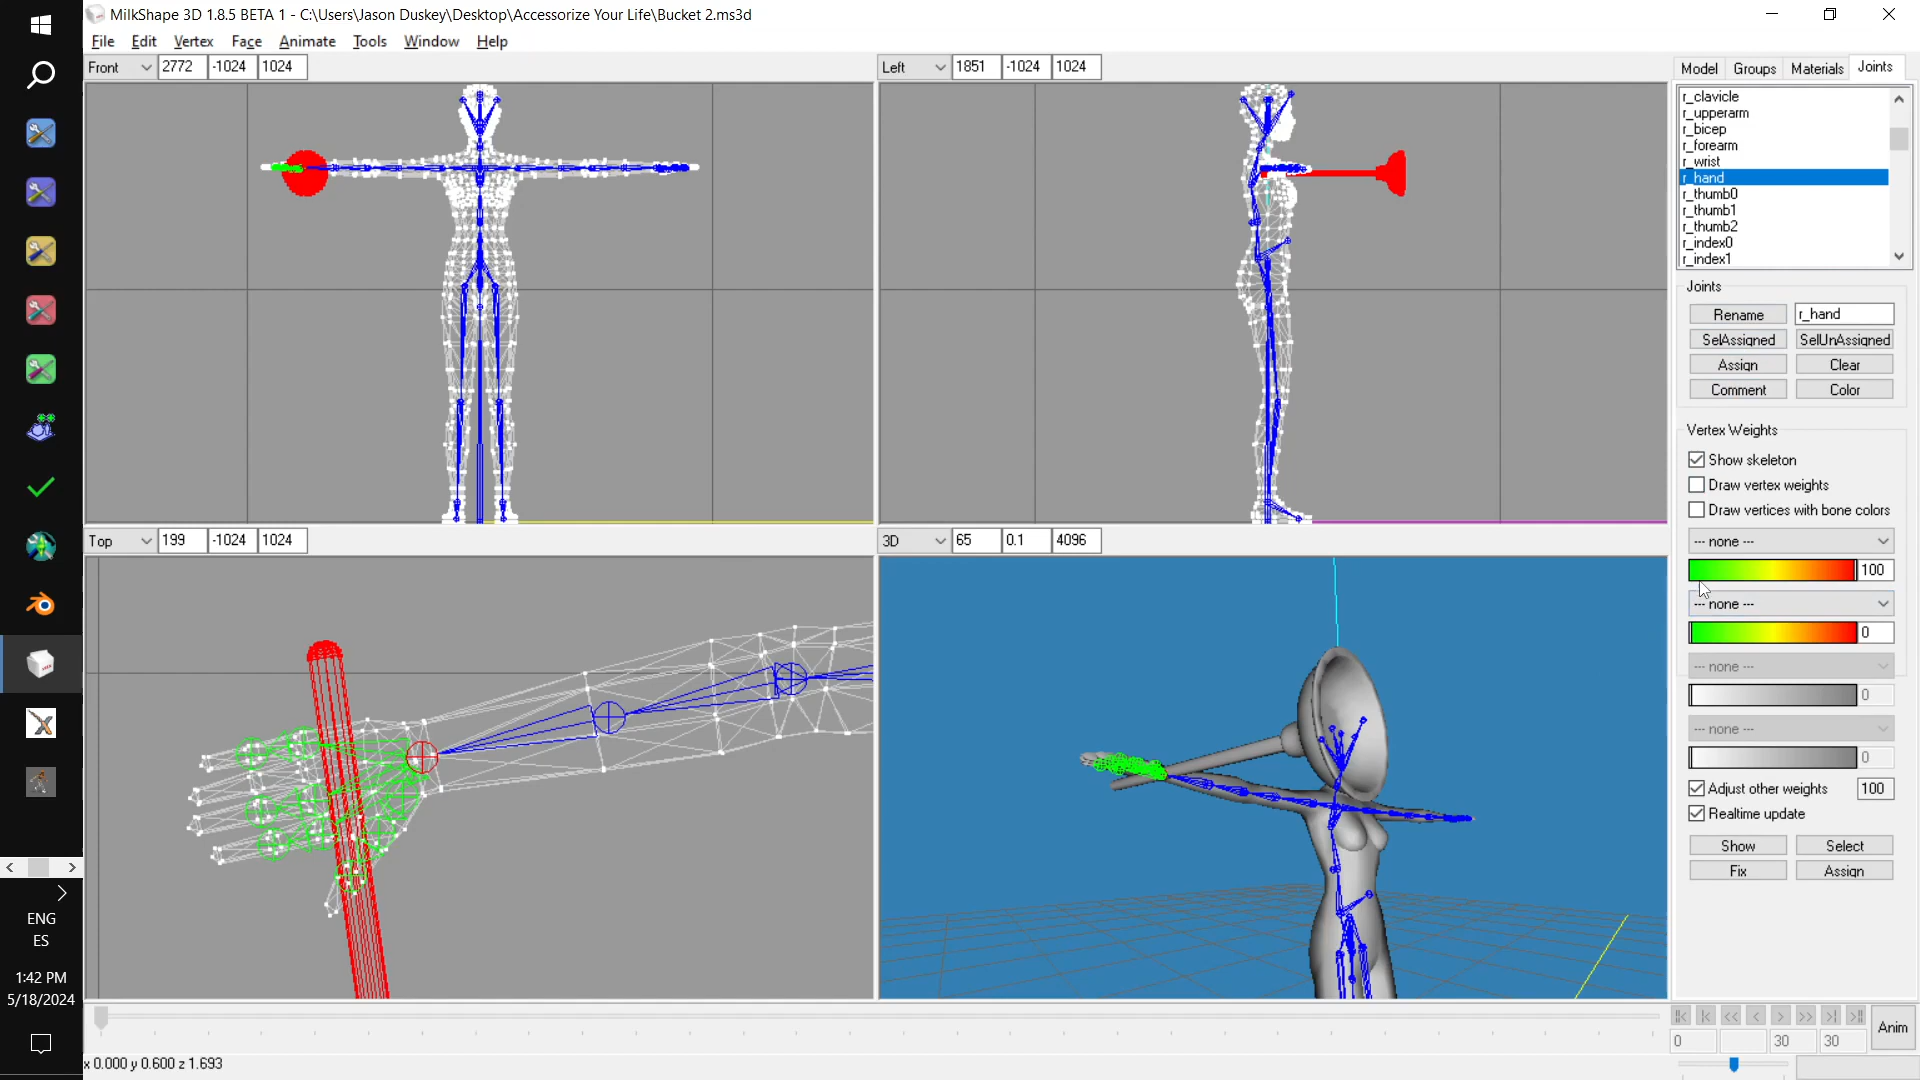 MilkShape 3D 1.8.5 BETA 1 - C:\Users\Jason Duskey\Desktop\Accessorize Your Life\Bucket 2.ms3d
File Edit Vertex Face Animate Tools Window Help
Front 2772 -1024 1024
Left 1851 -1024 1024
Model Groups Materials Joints
r_clavicle
r_upperarm
r_bicep
r_forearm
r_wrist
r_hand
r_thumb0
r_thumb1
r_thumb2
r_index0
r_index1
Joints
Rename r_hand
SelAssigned SelUnAssigned
Assign Clear
Comment Color
Vertex Weights
Show skeleton
Draw vertex weights
Draw vertices with bone colors
Top 199 -1024 1024
3D 65 0.1 4096
--- none ---
100
--- none ---
0
--- none ---
0
--- none ---
0
Adjust other weights 100
Realtime update
Show Select
Fix Assign
ENG
ES
1:42 PM
5/18/2024
0 30 30 Anim
x 0.000 y 0.600 z 1.693